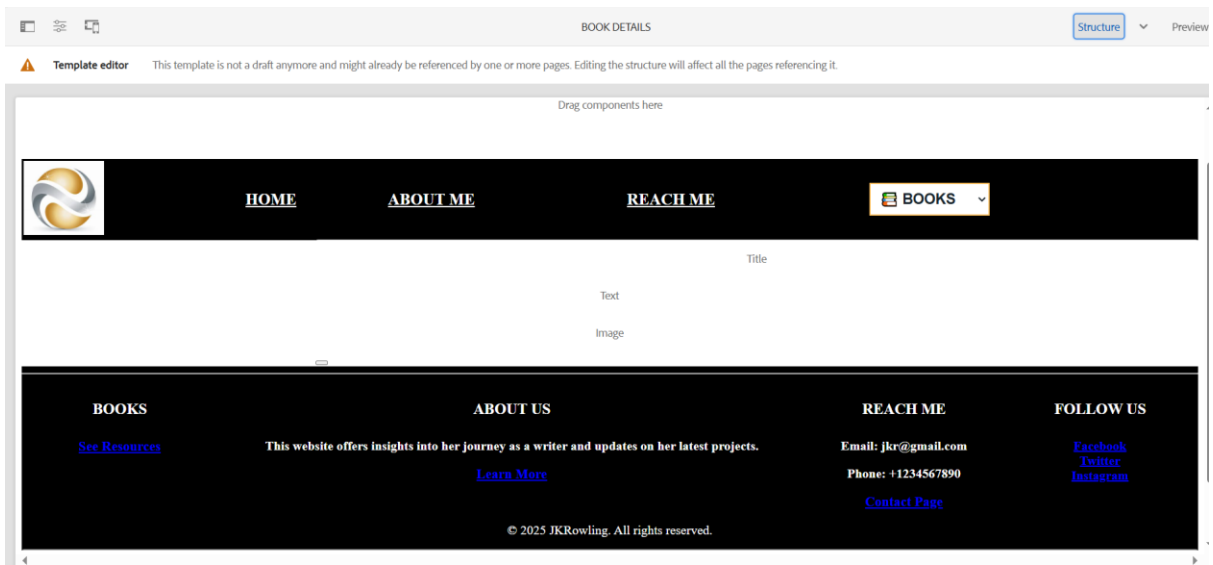 BOOK DETAILS Structure Preview
Template editor This template is not a draft anymore and might already be referenced by one or more pages. Editing the structure will affect all the pages referencing it.
Drag components here
HOME ABOUT ME REACH ME BOOKS
Title
Text
Image
BOOKS ABOUT US REACH ME FOLLOW US
See Resources This website offers insights into her journey as a writer and updates on her latest projects. Email: jkr@gmail.com Facebook
Twitter
Learn More Phone: +1234567890 Instagram
Contact Page
© 2025 JKRowling. All rights reserved.